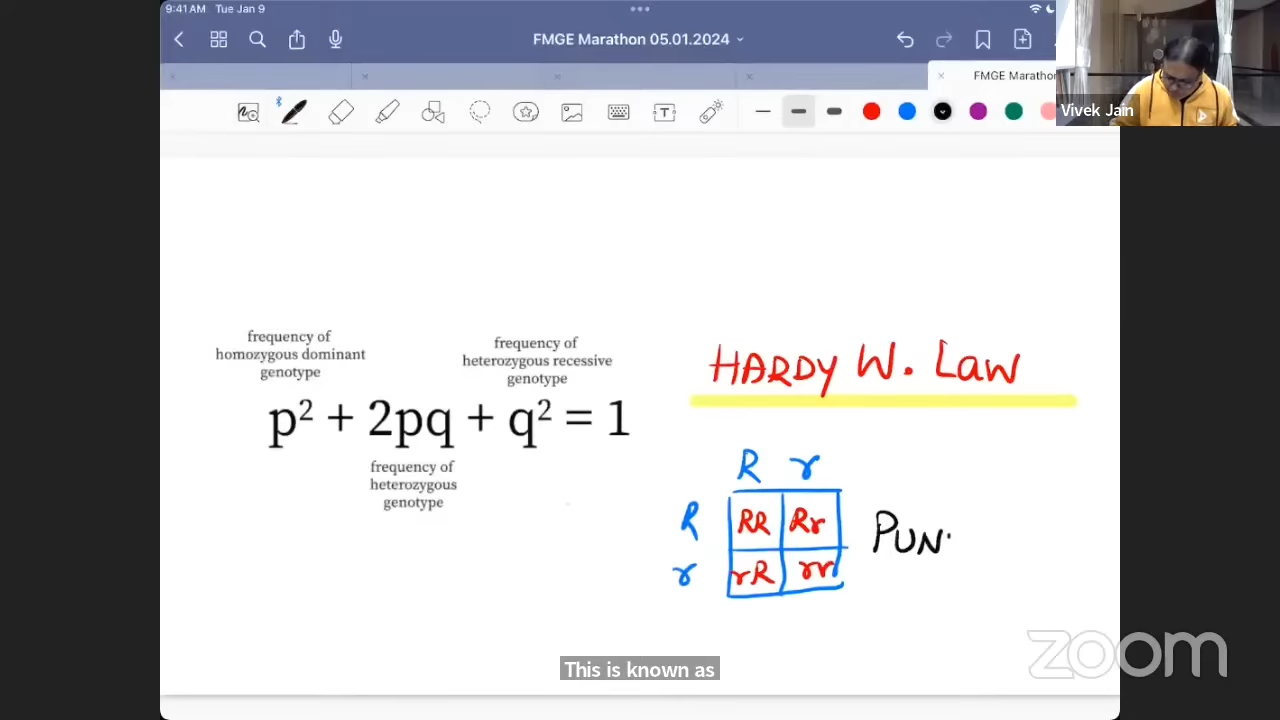 9:41 AM Tue Jan 9
FMGE Marathon 05.01.2024
FMGE Marathon
Vivek Jain
frequency of
homozygous dominant
genotype
frequency of
heterozygous recessive
genotype
p² + 2pq + q² = 1
frequency of
heterozygous
genotype
HARDY W. LAW
R r
R RR Rr
r rR rr
PUN
This is known as
zoom